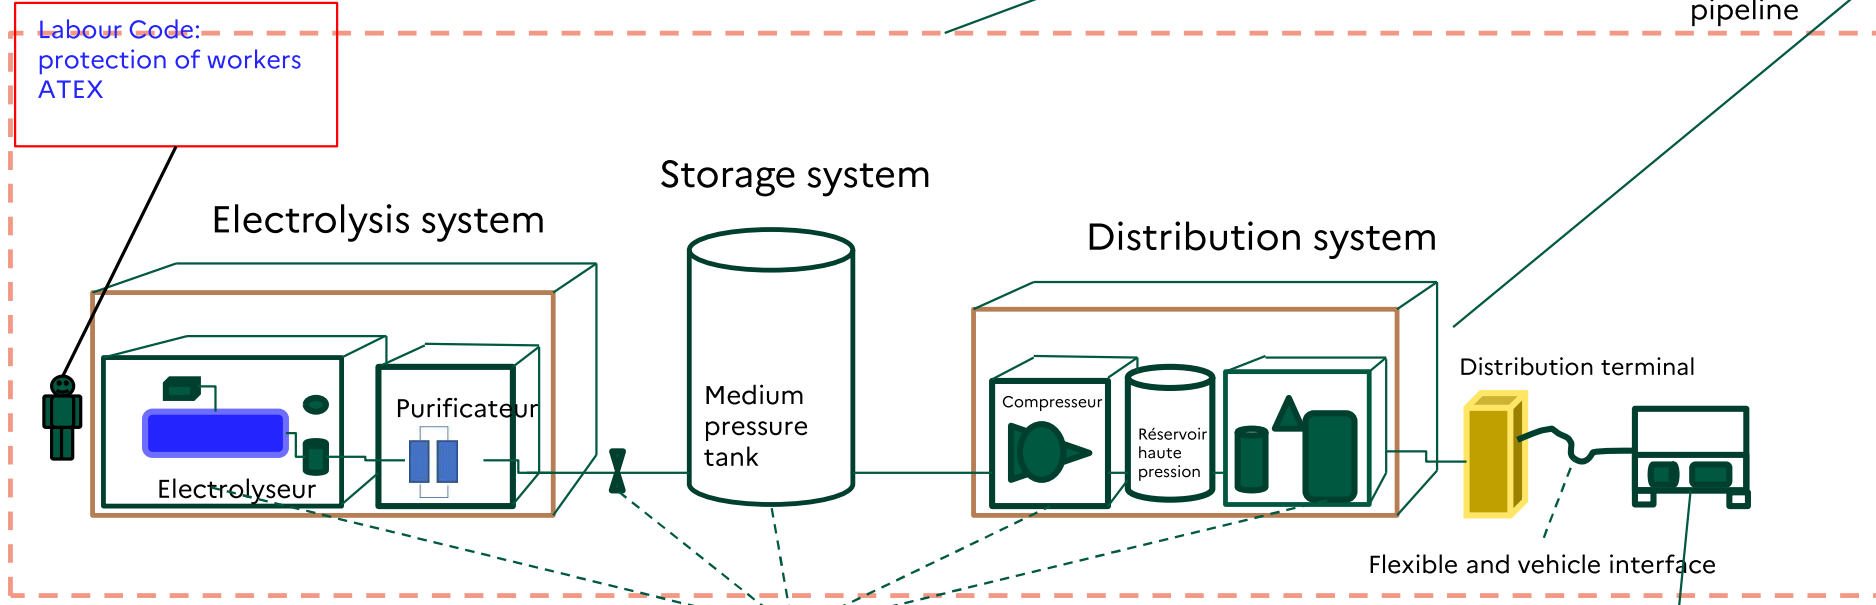 pipeline
Labour Code:
protection of workers
ATEX
Storage system
Electrolysis system
Distribution system
Distribution terminal
Medium
pressure
tank
Purificateur
Compresseur
Réservoir
haute
pression
Electrolyseur
Flexible and vehicle interface